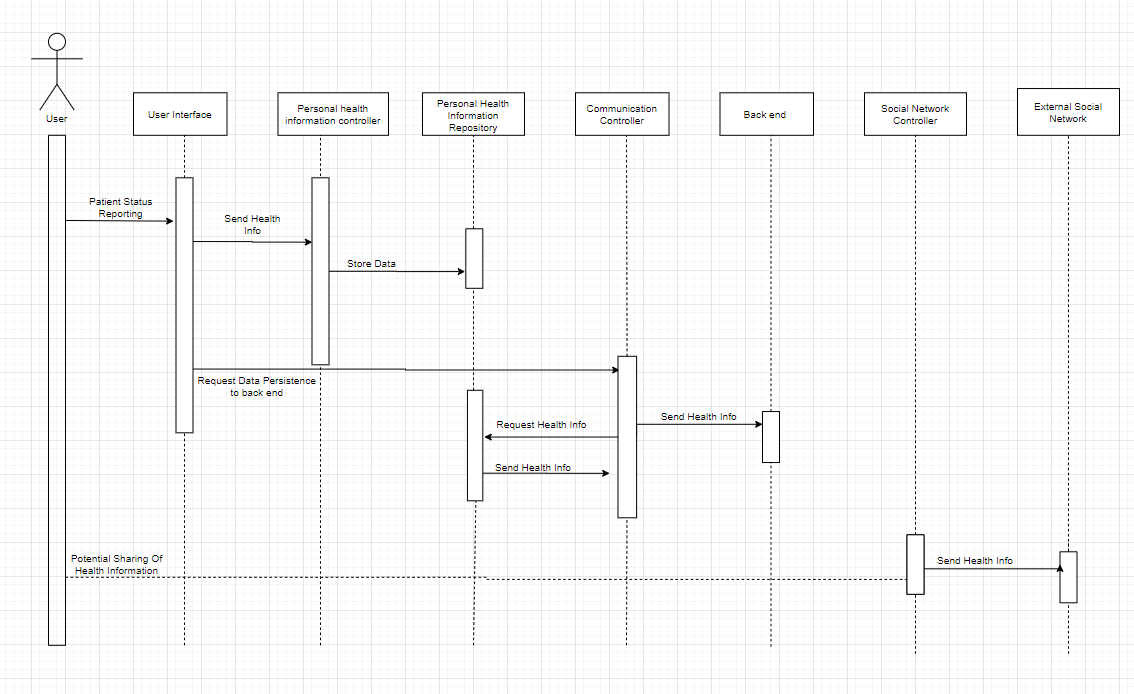 User
User Interface
Personal health
information controller
Personal Health
Information
Repository
Communication
Controller
Back end
Social Network
Controller
External Social
Network
Patient Status
Reporting
Send Health
Info
Store Data
Request Data Persistence
to back end
Send Health Info
Request Health Info
Send Health Info
Potential Sharing Of
Health Information
Send Health Info